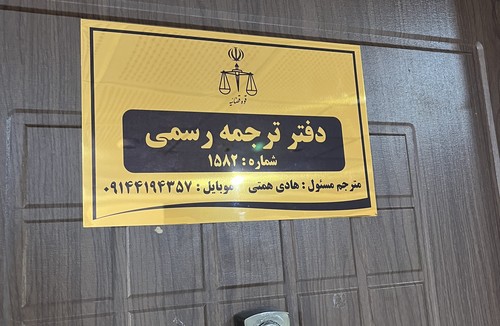 قوه قضائیه
دفتر ترجمه رسمی
شماره : ۱۵۸۲
مترجم مسئول : هادی همتی موبایل : ۰۹۱۴۴۱۹۴۳۵۷